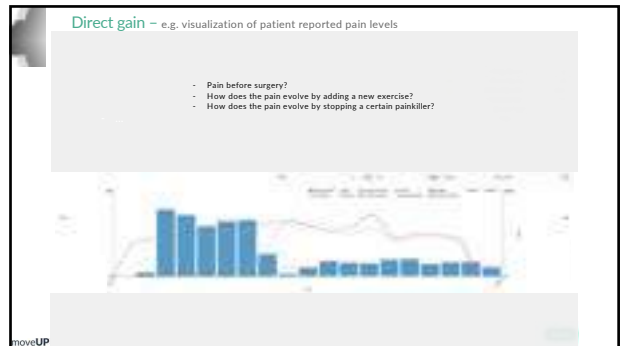 Direct gain – e.g. visualization of patient reported pain levels
- Pain before surgery?
- How does the pain evolve by adding a new exercise?
- How does the pain evolve by stopping a certain painkiller?
moveUP